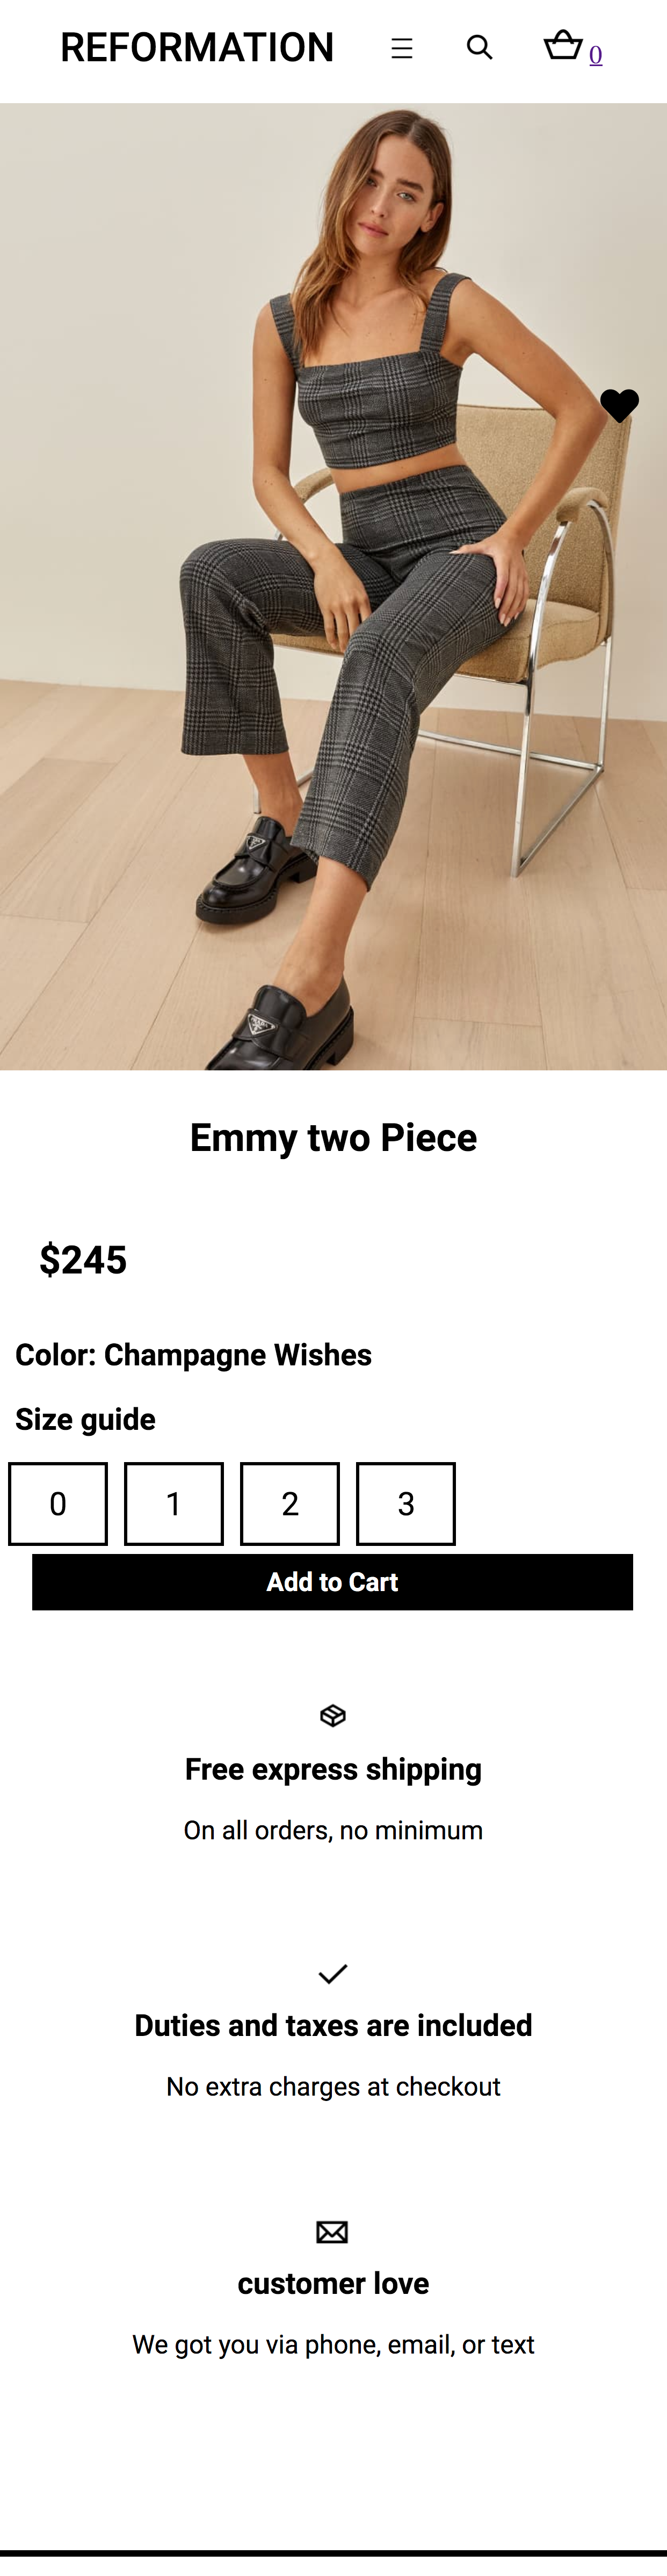 REFORMATION
0
Emmy two Piece
$245
Color: Champagne Wishes
Size guide
0 1 2 3
Add to Cart
Free express shipping
On all orders, no minimum
Duties and taxes are included
No extra charges at checkout
customer love
We got you via phone, email, or text